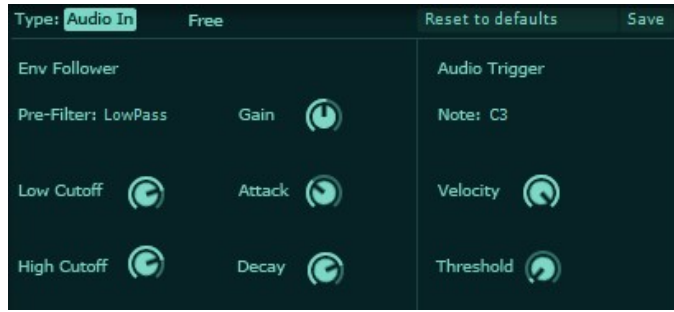 Type: Audio In Free Reset to defaults Save
Env Follower Audio Trigger
Pre-Filter: LowPass Gain Note: C3
Low Cutoff Attack Velocity
High Cutoff Decay Threshold